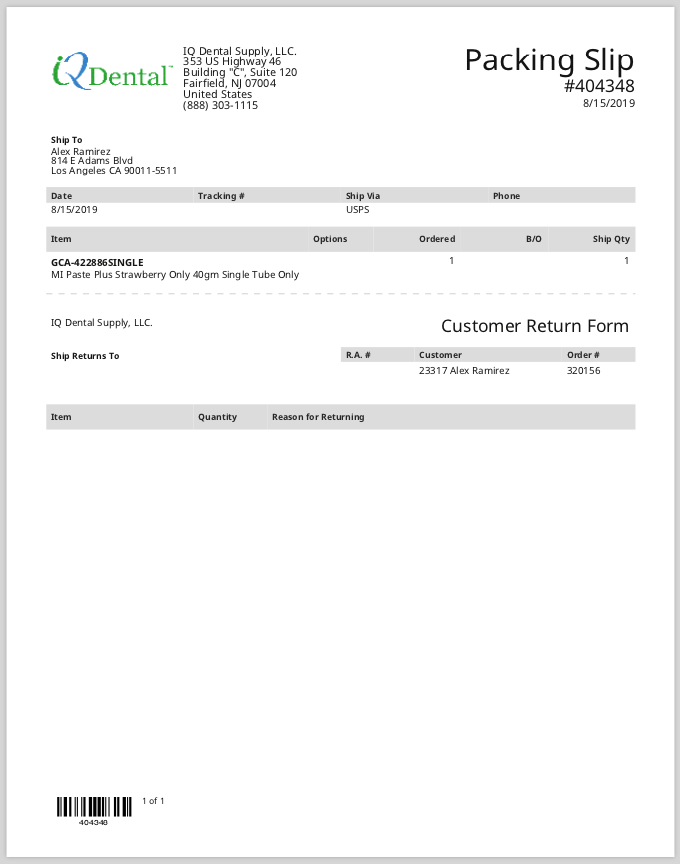 iQDental™
IQ Dental Supply, LLC.
353 US Highway 46
Building "C", Suite 120
Fairfield, NJ 07004
United States
(888) 303-1115
Packing Slip
#404348
8/15/2019
Ship To
Alex Ramirez
814 E Adams Blvd
Los Angeles CA 90011-5511
Date Tracking # Ship Via Phone
8/15/2019 USPS
Item Options Ordered B/O Ship Qty
GCA-422886SINGLE 1 1
MI Paste Plus Strawberry Only 40gm Single Tube Only
IQ Dental Supply, LLC.
Customer Return Form
Ship Returns To
R.A. # Customer Order #
23317 Alex Ramirez 320156
Item Quantity Reason for Returning
1 of 1
404348